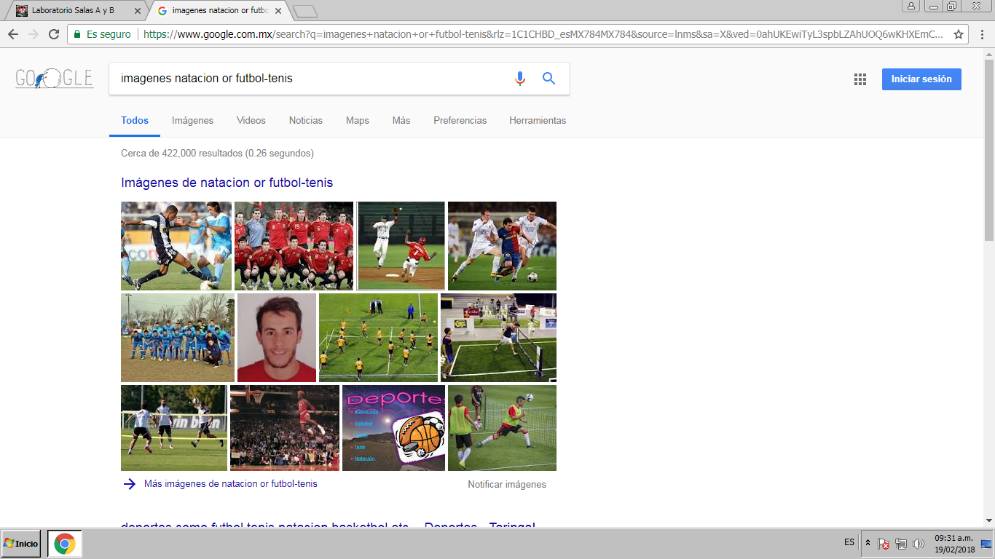 Laboratorio Salas A y B
imagenes natacion or futbo
Es seguro
https://www.google.com.mx/search?q=imagenes+natacion+or+futbol-tenis&rlz=1C1CHBD_esMX784MX784&source=lnms&sa=X&ved=0ahUKEwiTyL3spbLZAhUOQ6wKHXEmC...
GOOGLE
imagenes natacion or futbol-tenis
Iniciar sesión
Todos
Imágenes
Videos
Noticias
Maps
Más
Preferencias
Herramientas
Cerca de 422,000 resultados (0.26 segundos)
Imágenes de natacion or futbol-tenis
Deportes
Natación
Más imágenes de natacion or futbol-tenis
Notificar imágenes
deportes como futbol tenis natacion basketbol etc. - Deportes - Taringa!
Inicio
ES
09:31 a.m.
19/02/2018